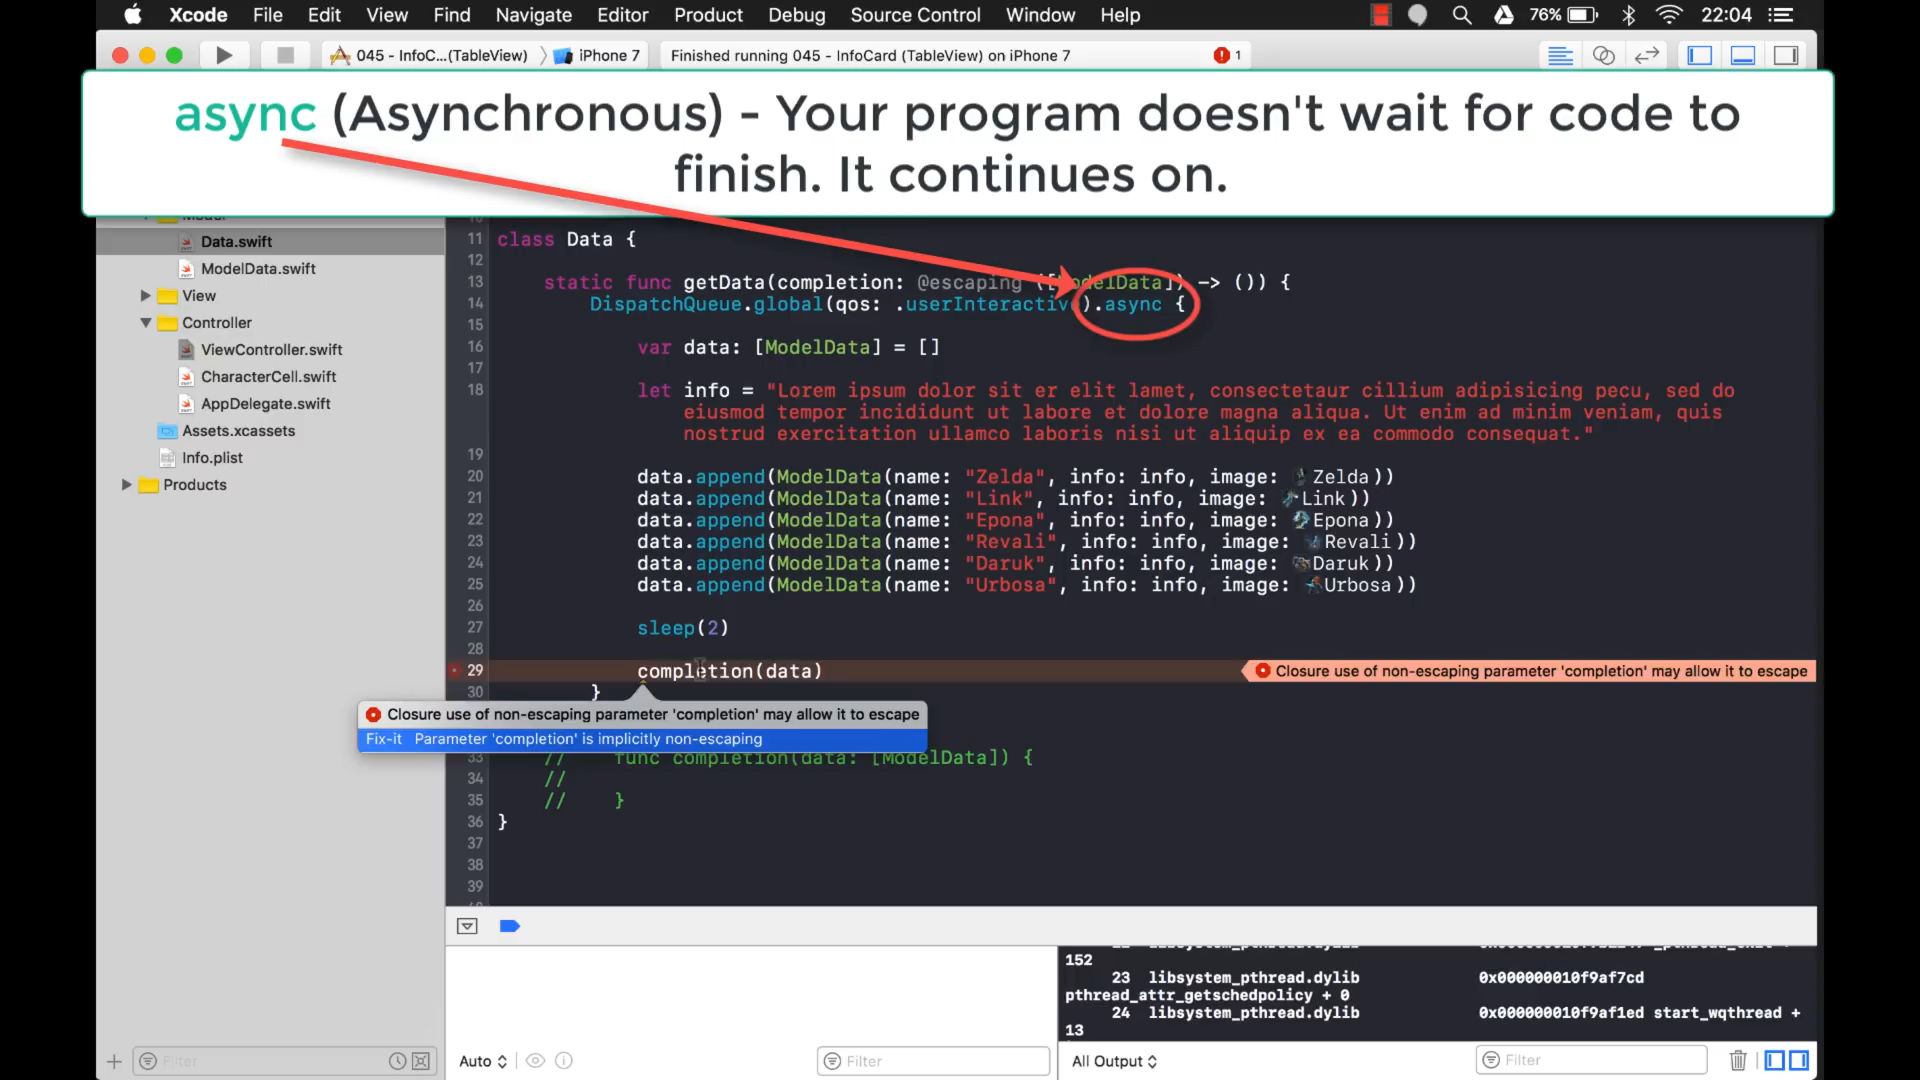 Xcode File Edit View Find Navigate Editor Product Debug Source Control Window Help 76% 22:04
045 - InfoC...(TableView) iPhone 7 Finished running 045 - InfoCard (TableView) on iPhone 7 1
async (Asynchronous) - Your program doesn't wait for code to
finish. It continues on.
Data.swift
ModelData.swift
View
Controller
ViewController.swift
CharacterCell.swift
AppDelegate.swift
Assets.xcassets
Info.plist
Products
11 class Data {
12
13 static func getData(completion: @escaping ([ModelData]) -> ()) {
14 DispatchQueue.global(qos: .userInteractive).async {
15
16 var data: [ModelData] = []
17
18 let info = "Lorem ipsum dolor sit er elit lamet, consectetaur cillium adipisicing pecu, sed do
eiusmod tempor incididunt ut labore et dolore magna aliqua. Ut enim ad minim veniam, quis
nostrud exercitation ullamco laboris nisi ut aliquip ex ea commodo consequat."
19
20 data.append(ModelData(name: "Zelda", info: info, image: Zelda))
21 data.append(ModelData(name: "Link", info: info, image: Link))
22 data.append(ModelData(name: "Epona", info: info, image: Epona))
23 data.append(ModelData(name: "Revali", info: info, image: Revali))
24 data.append(ModelData(name: "Daruk", info: info, image: Daruk))
25 data.append(ModelData(name: "Urbosa", info: info, image: Urbosa))
26
27 sleep(2)
28
29 completion(data) Closure use of non-escaping parameter 'completion' may allow it to escape
30 }
Closure use of non-escaping parameter 'completion' may allow it to escape
Fix-it Parameter 'completion' is implicitly non-escaping
33 // func completion(data: [ModelData]) {
34 //
35 // }
36 }
37
38
39
152
23 libsystem_pthread.dylib 0x000000010f9af7cd
pthread_attr_getschedpolicy + 0
24 libsystem_pthread.dylib 0x000000010f9af1ed start_wqthread +
13
Filter Auto Filter All Output Filter